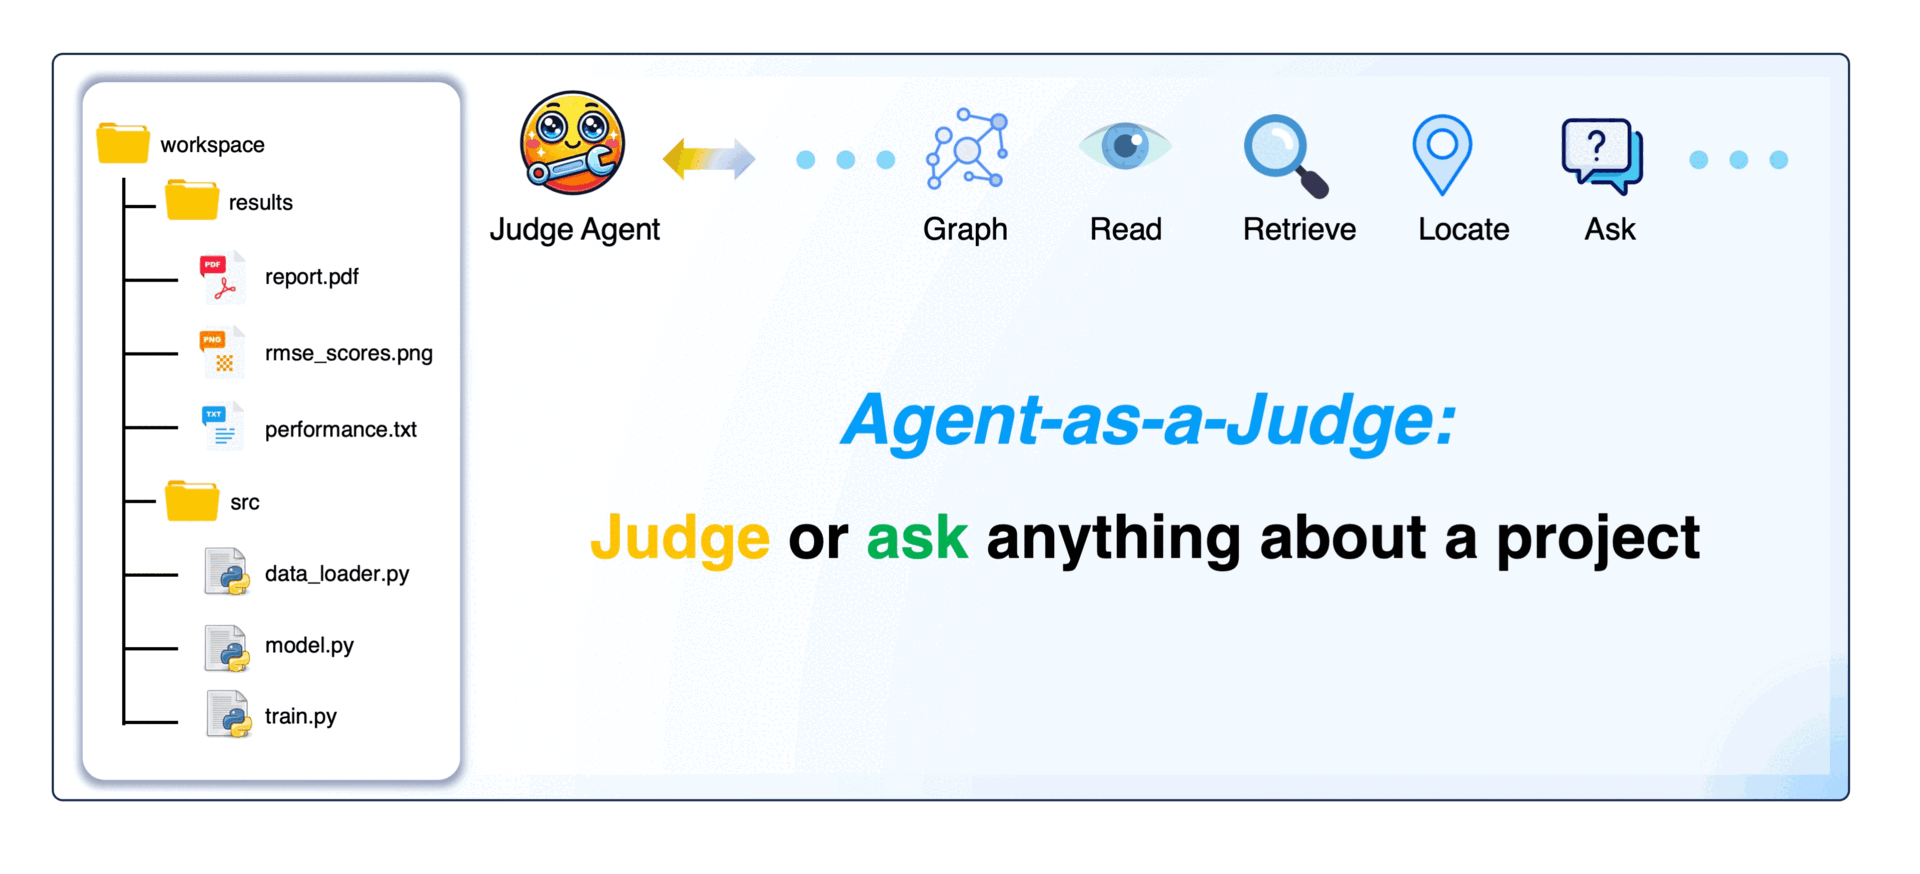 workspace
results
PDF
report.pdf
PNG
rmse_scores.png
TXT
performance.txt
src
data_loader.py
model.py
train.py
Judge Agent
Graph
Read
Retrieve
Locate
?
Ask
Agent-as-a-Judge:
Judge or ask anything about a project